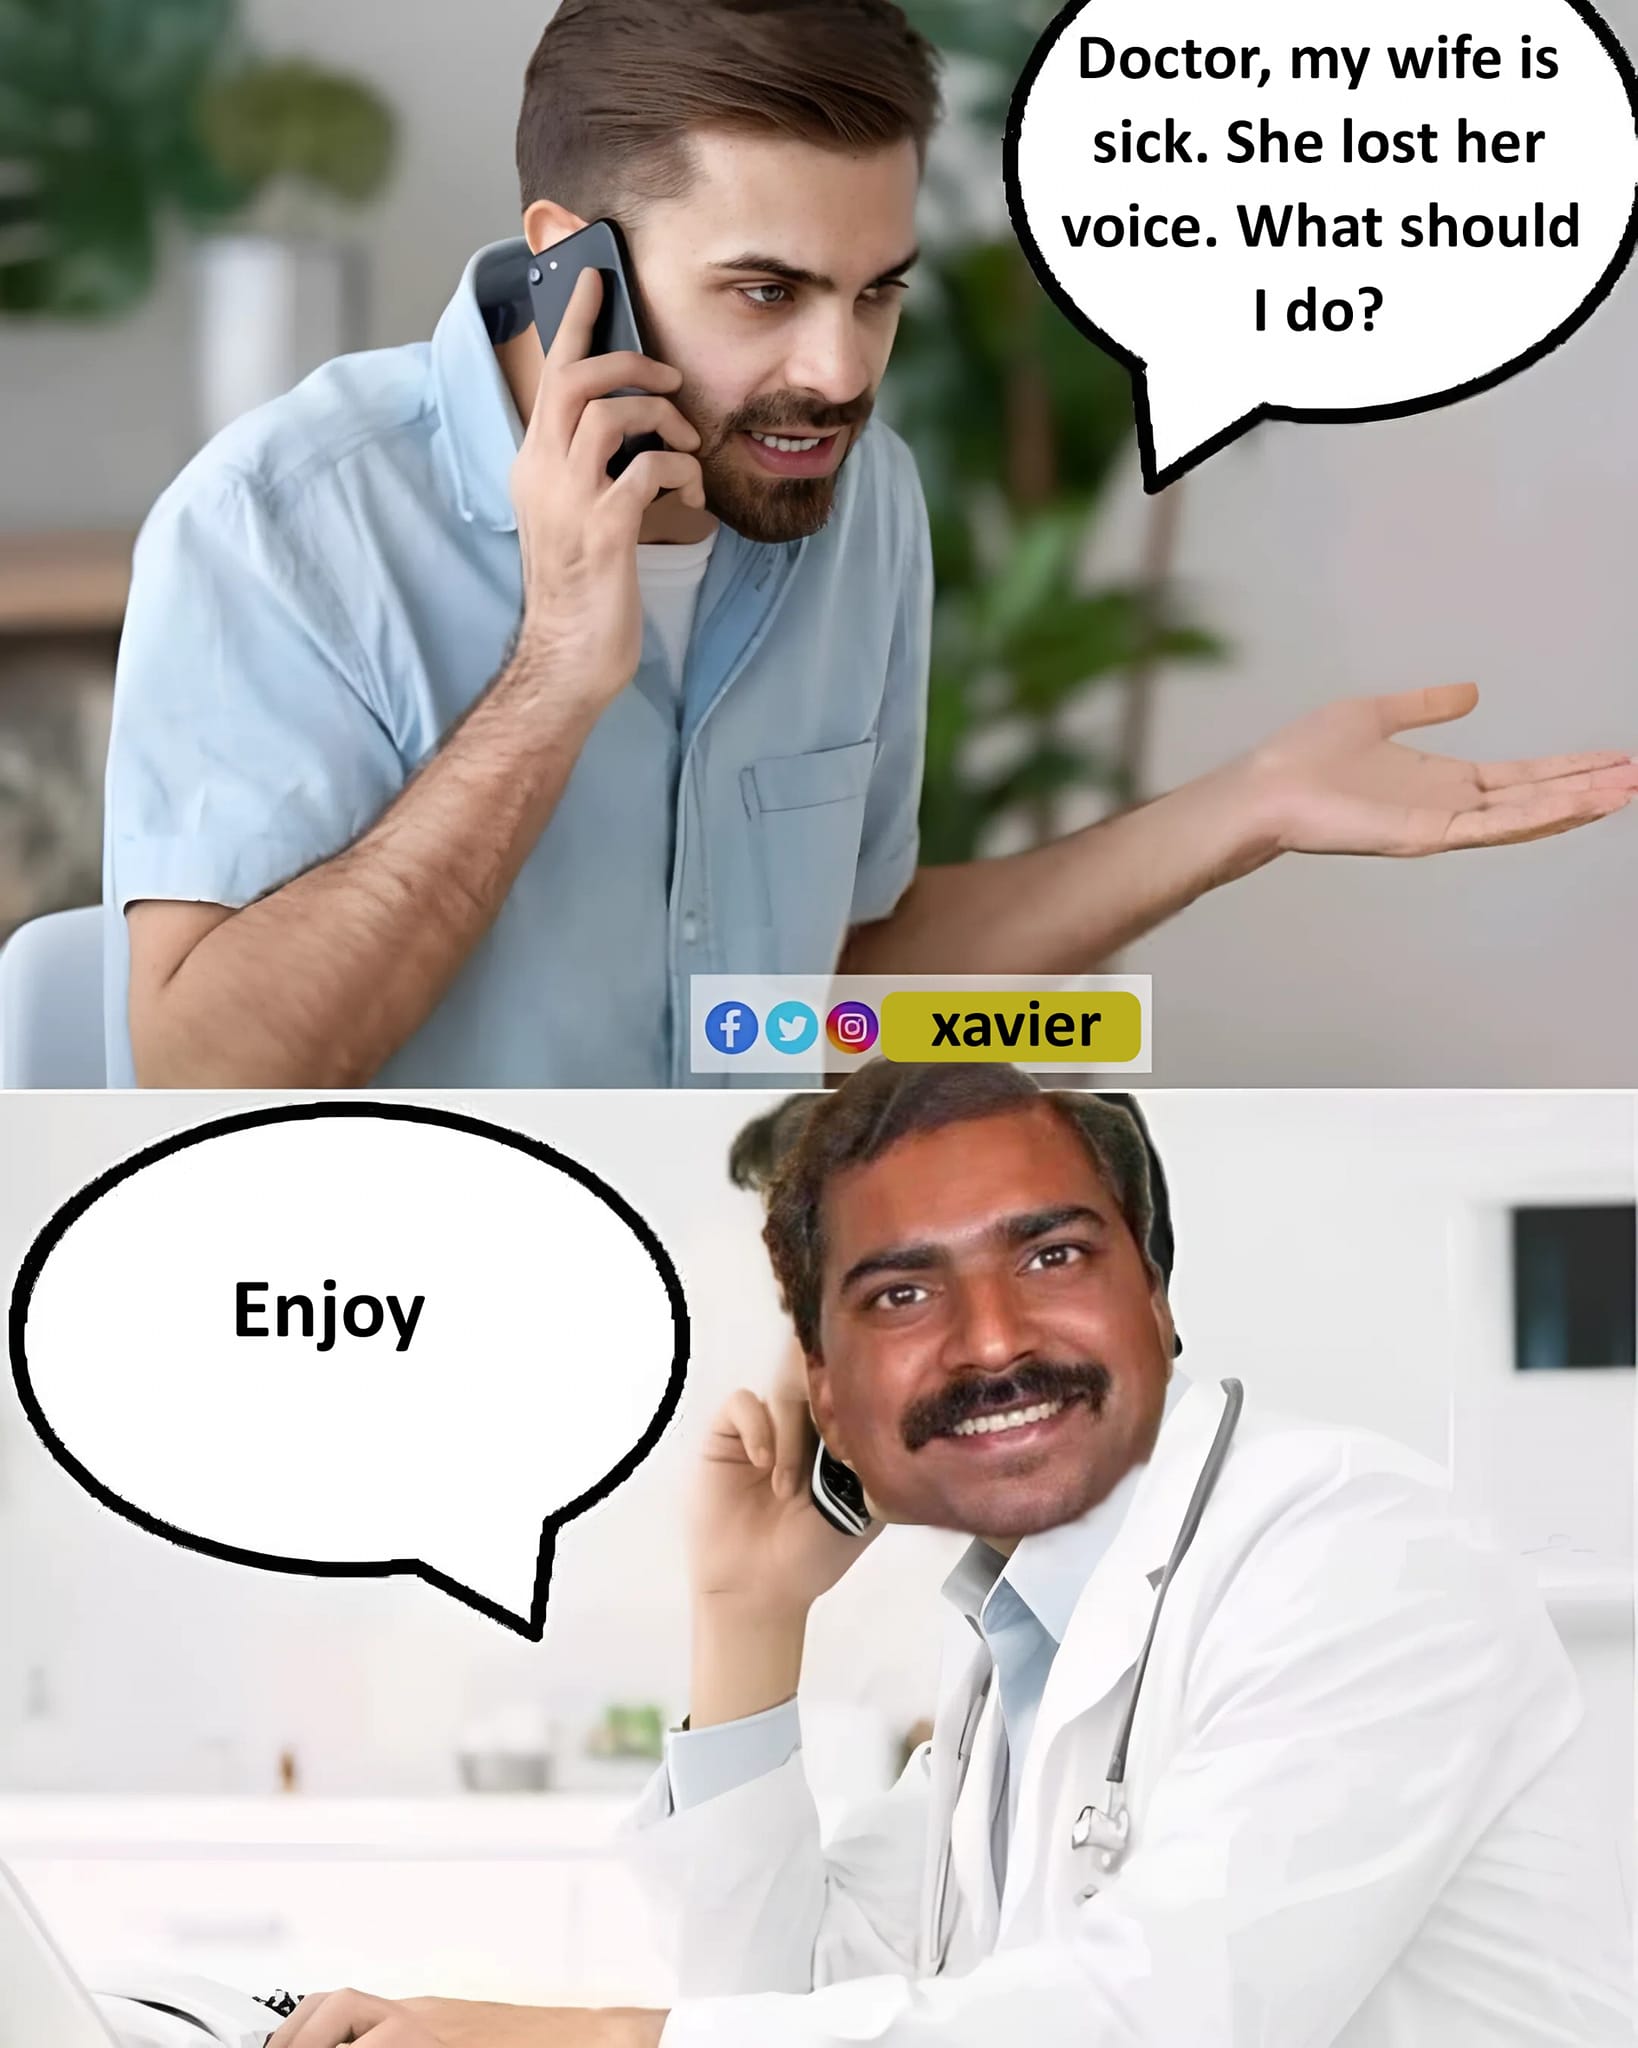 Doctor, my wife is
sick. She lost her
voice. What should
I do?
xavier
Enjoy